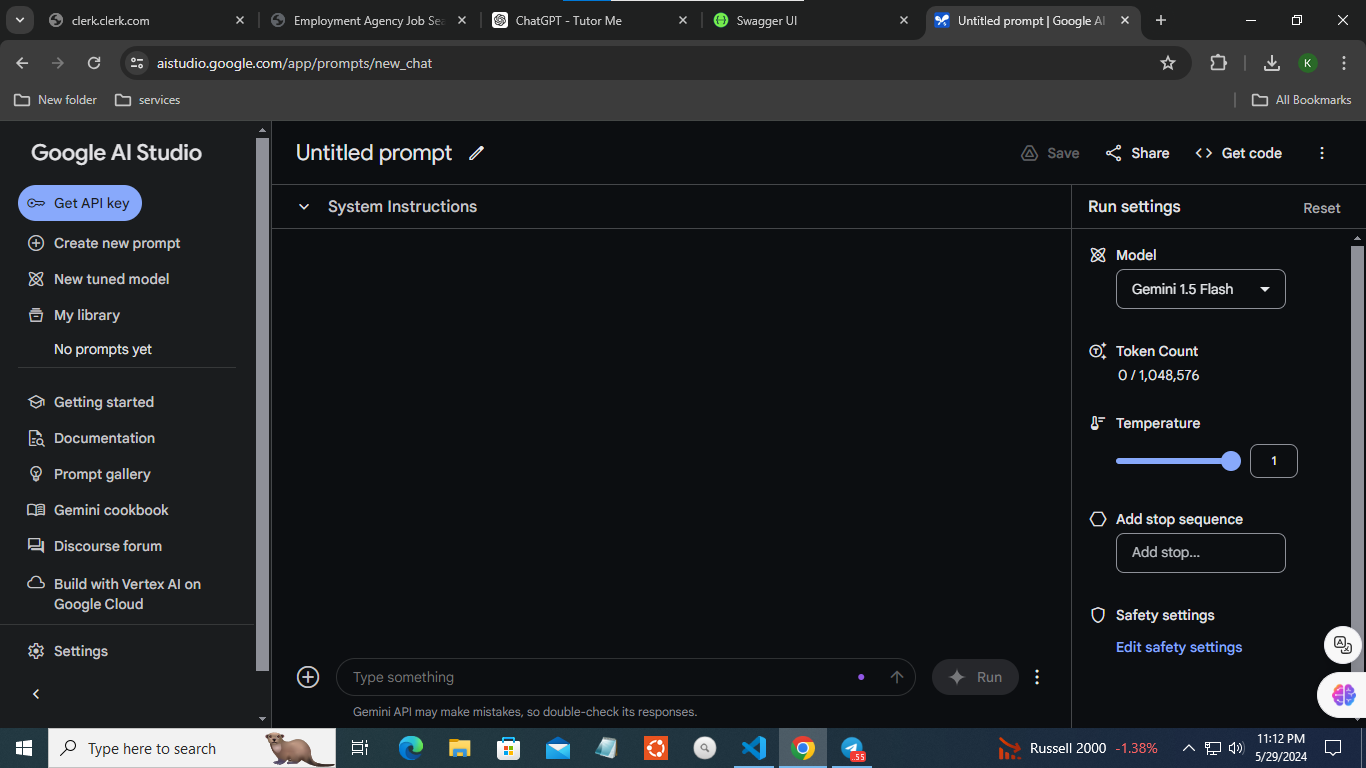 clerk.clerk.com
Employment Agency Job Sea
ChatGPT - Tutor Me
Swagger UI
Untitled prompt | Google AI
aistudio.google.com/app/prompts/new_chat
K
New folder
services
All Bookmarks
Google AI Studio
Get API key
Create new prompt
New tuned model
My library
No prompts yet
Getting started
Documentation
Prompt gallery
Gemini cookbook
Discourse forum
Build with Vertex AI on
Google Cloud
Settings
Untitled prompt
Save
Share
Get code
System Instructions
Type something
Run
Gemini API may make mistakes, so double-check its responses.
Run settings
Reset
Model
Gemini 1.5 Flash
Token Count
0 / 1,048,576
Temperature
1
Add stop sequence
Add stop...
Safety settings
Edit safety settings
Type here to search
.55
Russell 2000 -1.38%
11:12 PM
5/29/2024